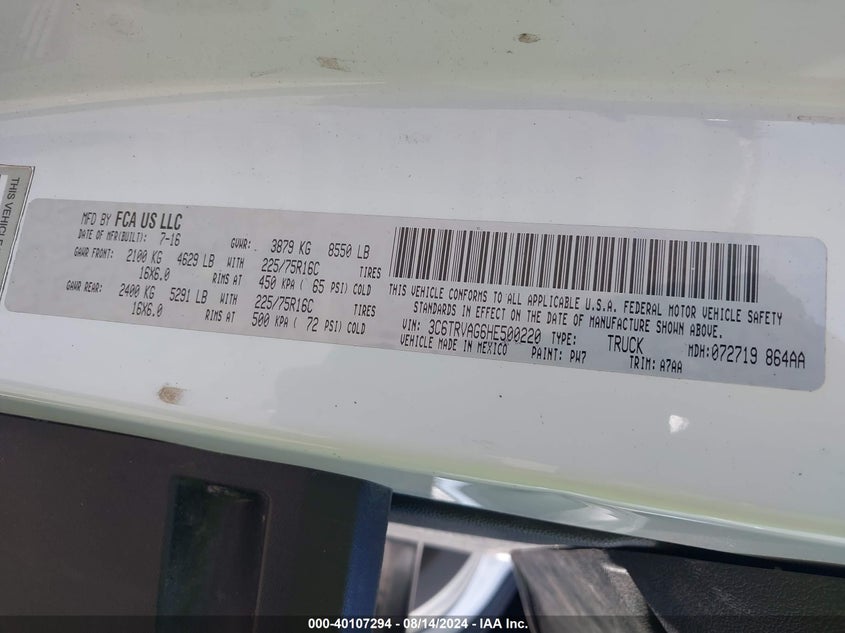 THIS VEHICLE
MFD BY FCA US LLC
DATE OF MFR(BUILT): 7-16 GVWR: 3879 KG 8550 LB
GAWR FRONT: 2100 KG 4629 LB WITH 225/75R16C TIRES
16X6.0 RIMS AT 450 KPA ( 65 PSI) COLD
GAWR REAR: 2400 KG 5291 LB WITH 225/75R16C TIRES
16X6.0 RIMS AT 500 KPA ( 72 PSI) COLD
THIS VEHICLE CONFORMS TO ALL APPLICABLE U.S.A. FEDERAL MOTOR VEHICLE SAFETY
STANDARDS IN EFFECT ON THE DATE OF MANUFACTURE SHOWN ABOVE.
VIN: 3C6TRVAG6HE500220 TYPE: TRUCK MDH:072719 864AA
VEHICLE MADE IN MEXICO PAINT: PW7 TRIM: A7AA
000-40107294 - 08/14/2024 - IAA Inc.